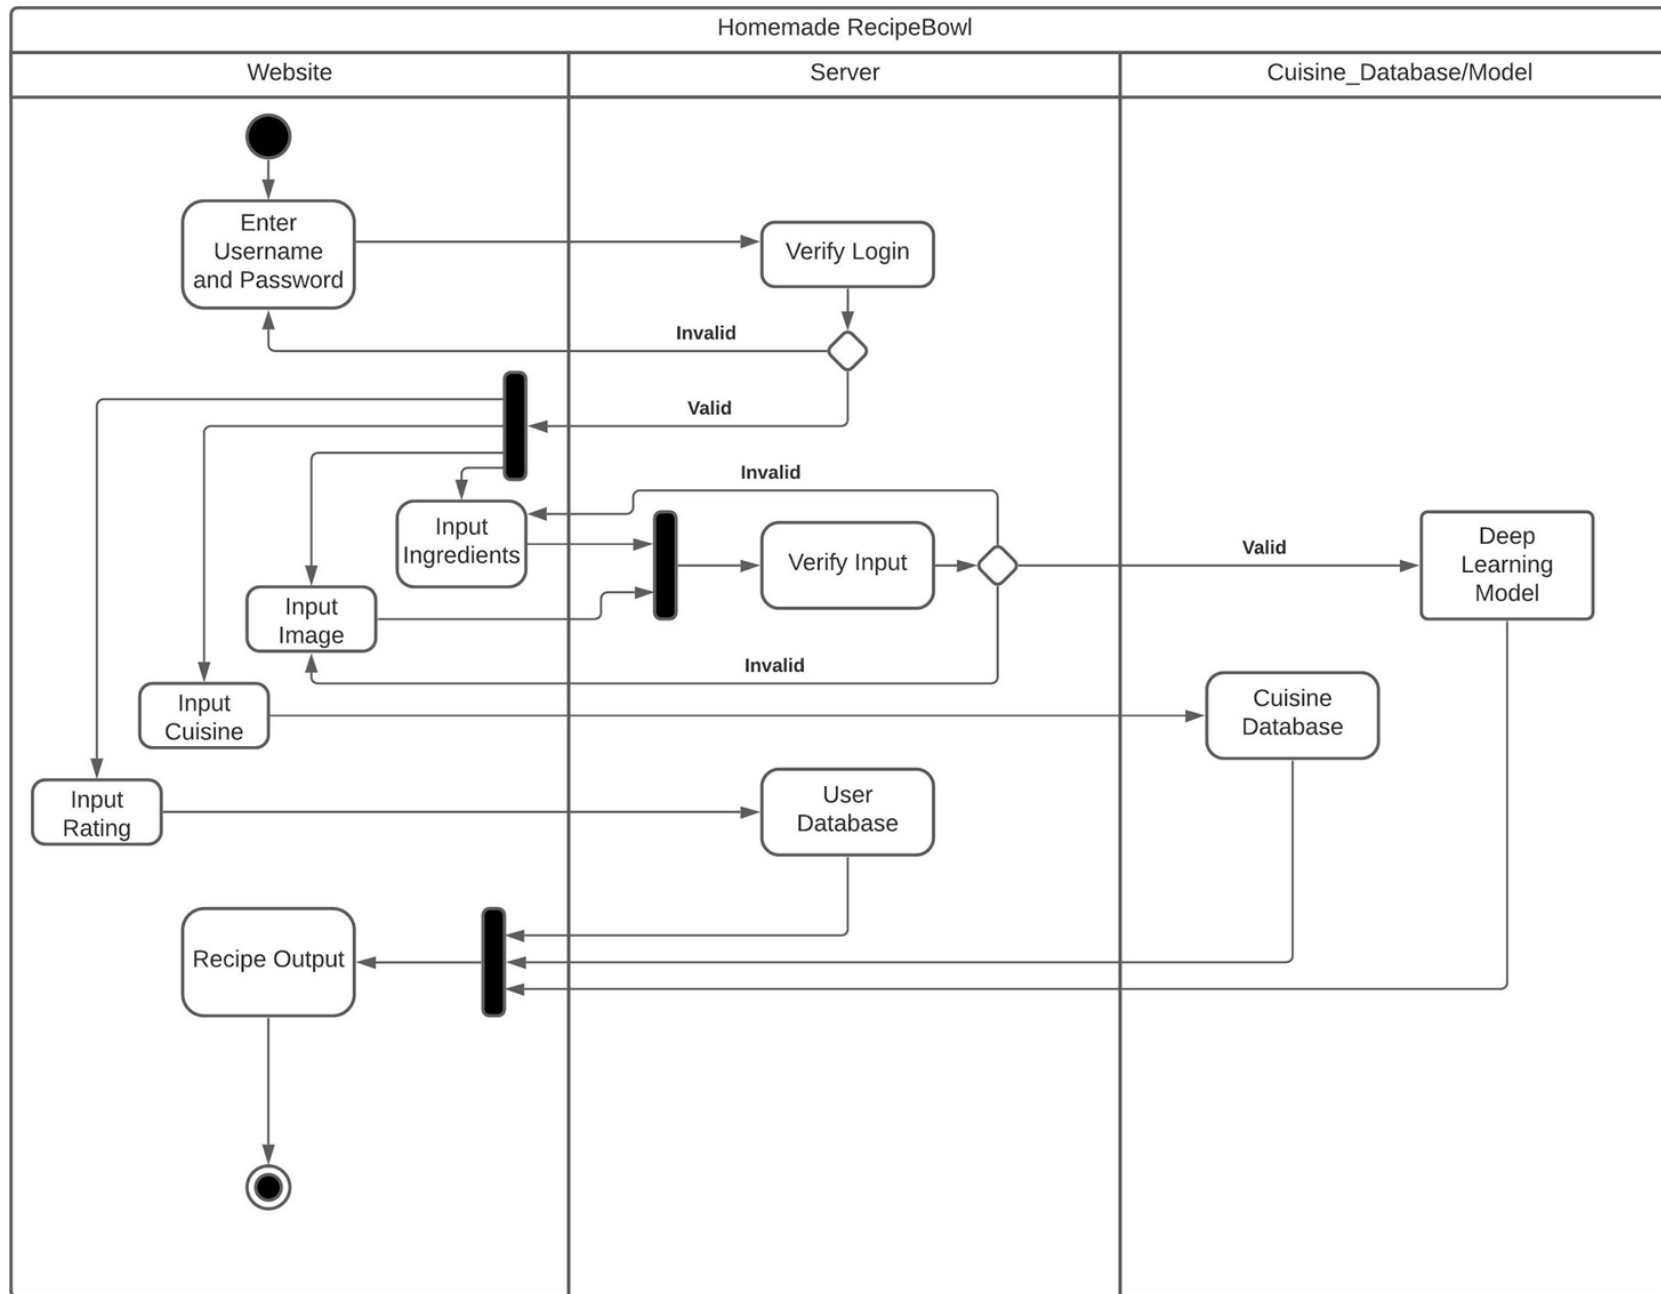 Homemade RecipeBowl
Website
Server
Cuisine_Database/Model
Enter
Username
and Password
Verify Login
Invalid
Valid
Invalid
Input
Ingredients
Verify Input
Valid
Deep
Learning
Model
Input
Image
Invalid
Input
Cuisine
Cuisine
Database
Input
Rating
User
Database
Recipe Output